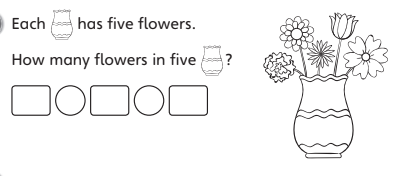 Each has five flowers.
How many flowers in five ?